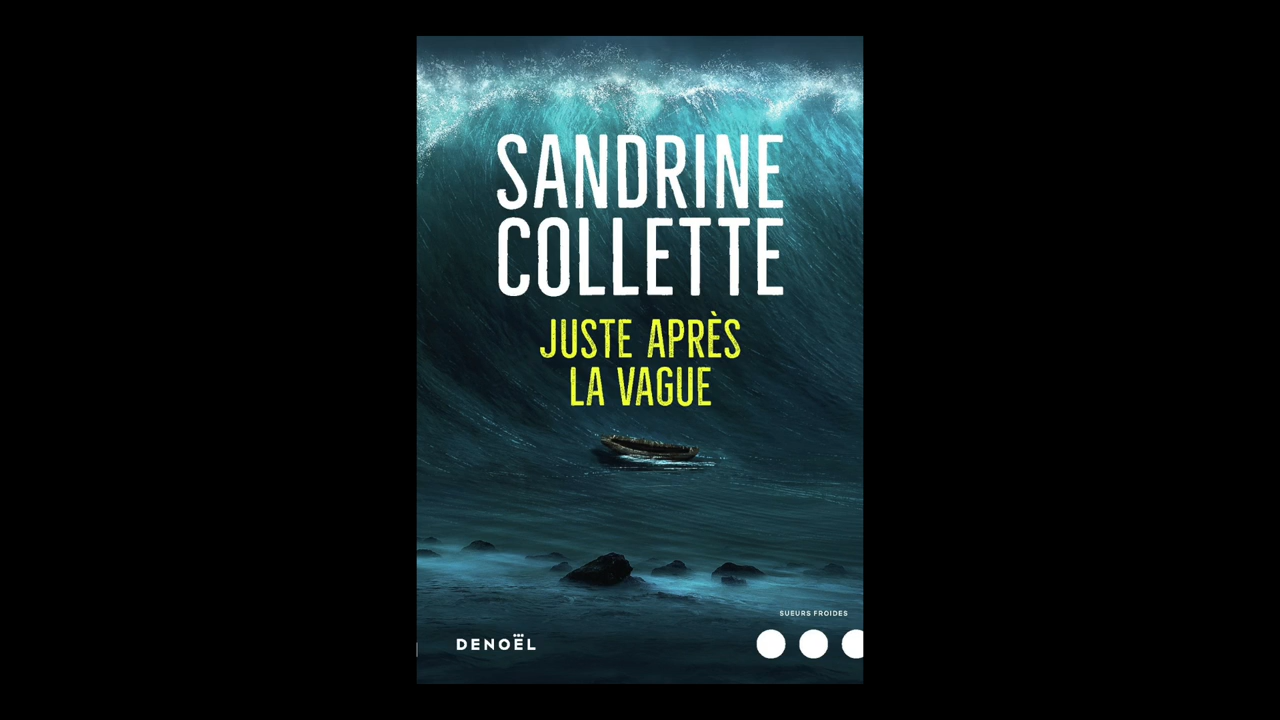 SANDRINE
COLLETTE
JUSTE APRÈS
LA VAGUE
SUEURS FROIDES
DENOËL